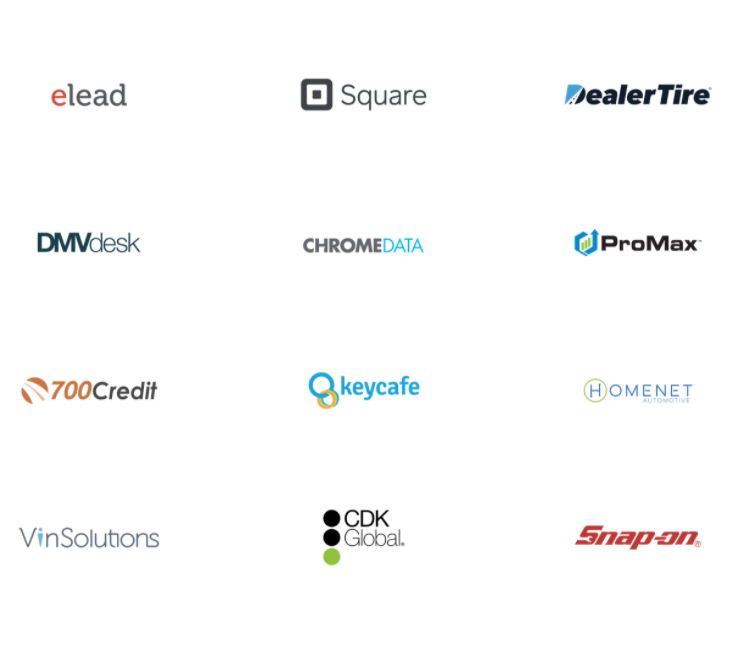 elead
Square
DealerTire
DMVdesk
CHROMEDATA
ProMax
700Credit
keycafe
HOMENET
AUTOMOTIVE
VinSolutions
CDK
Global®
Snap-on®